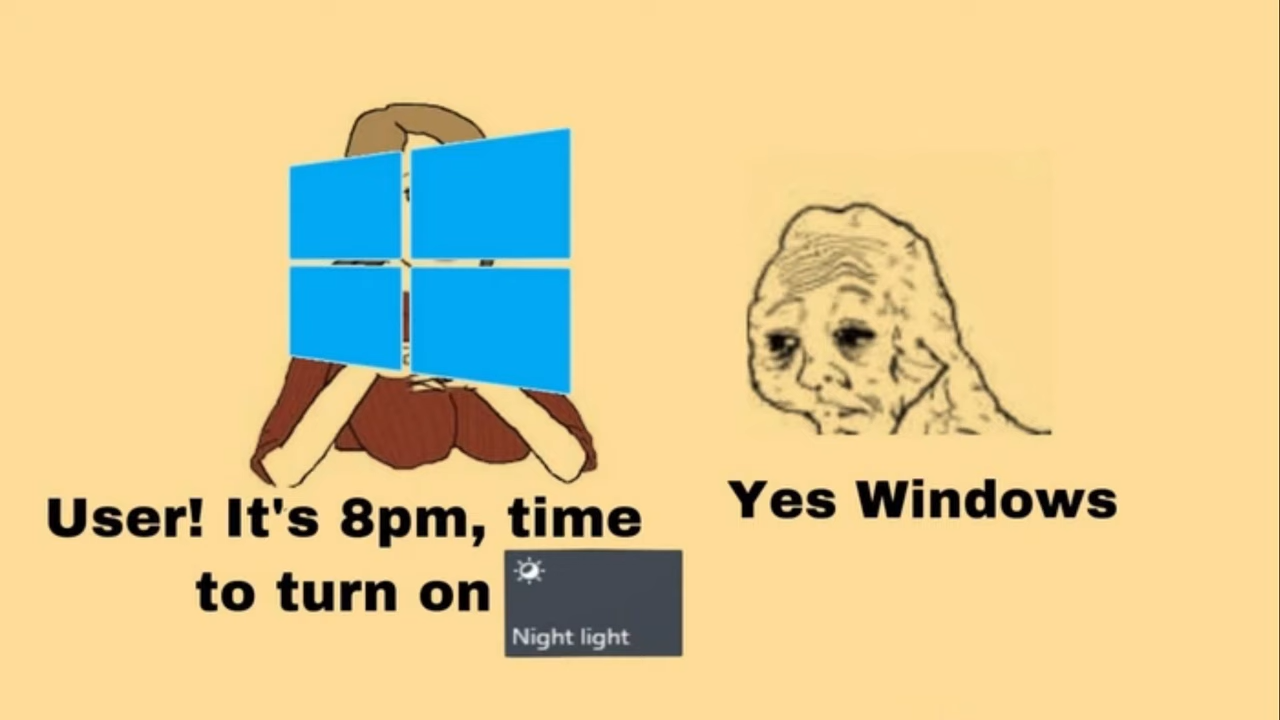 User! It's 8pm, time
to turn on
Night light
Yes Windows